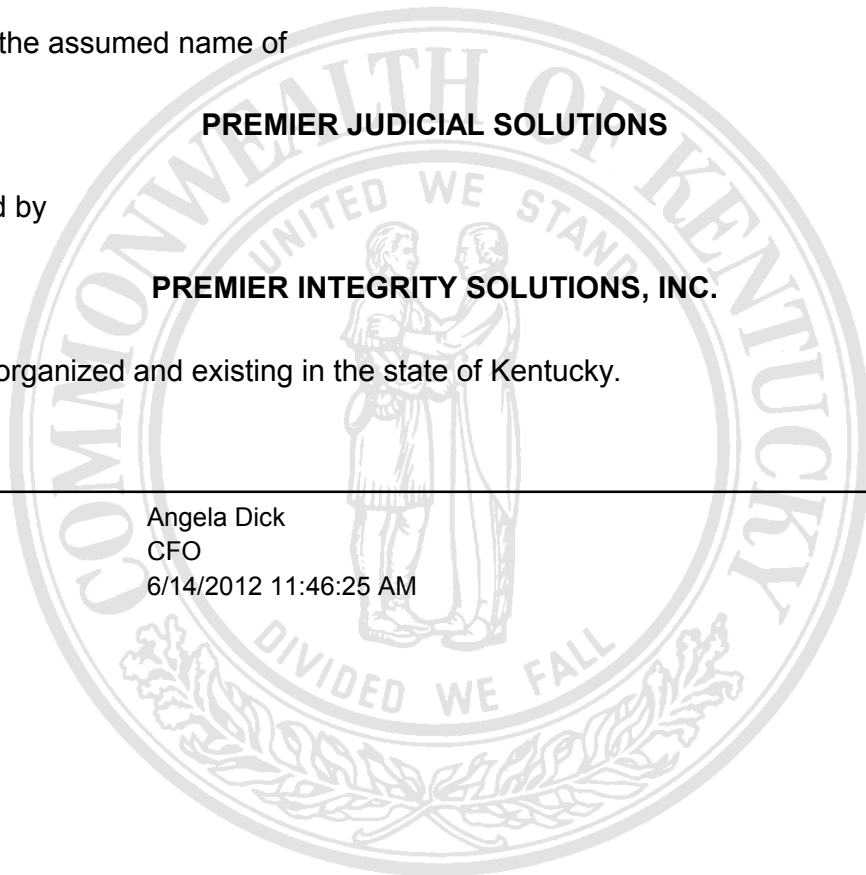 the assumed name of
PREMIER JUDICIAL SOLUTIONS
d by
PREMIER INTEGRITY SOLUTIONS, INC.
organized and existing in the state of Kentucky.
Angela Dick
CFO
6/14/2012 11:46:25 AM
COMMONWEALTH OF KENTUCKY
UNITED WE STAND
DIVIDED WE FALL